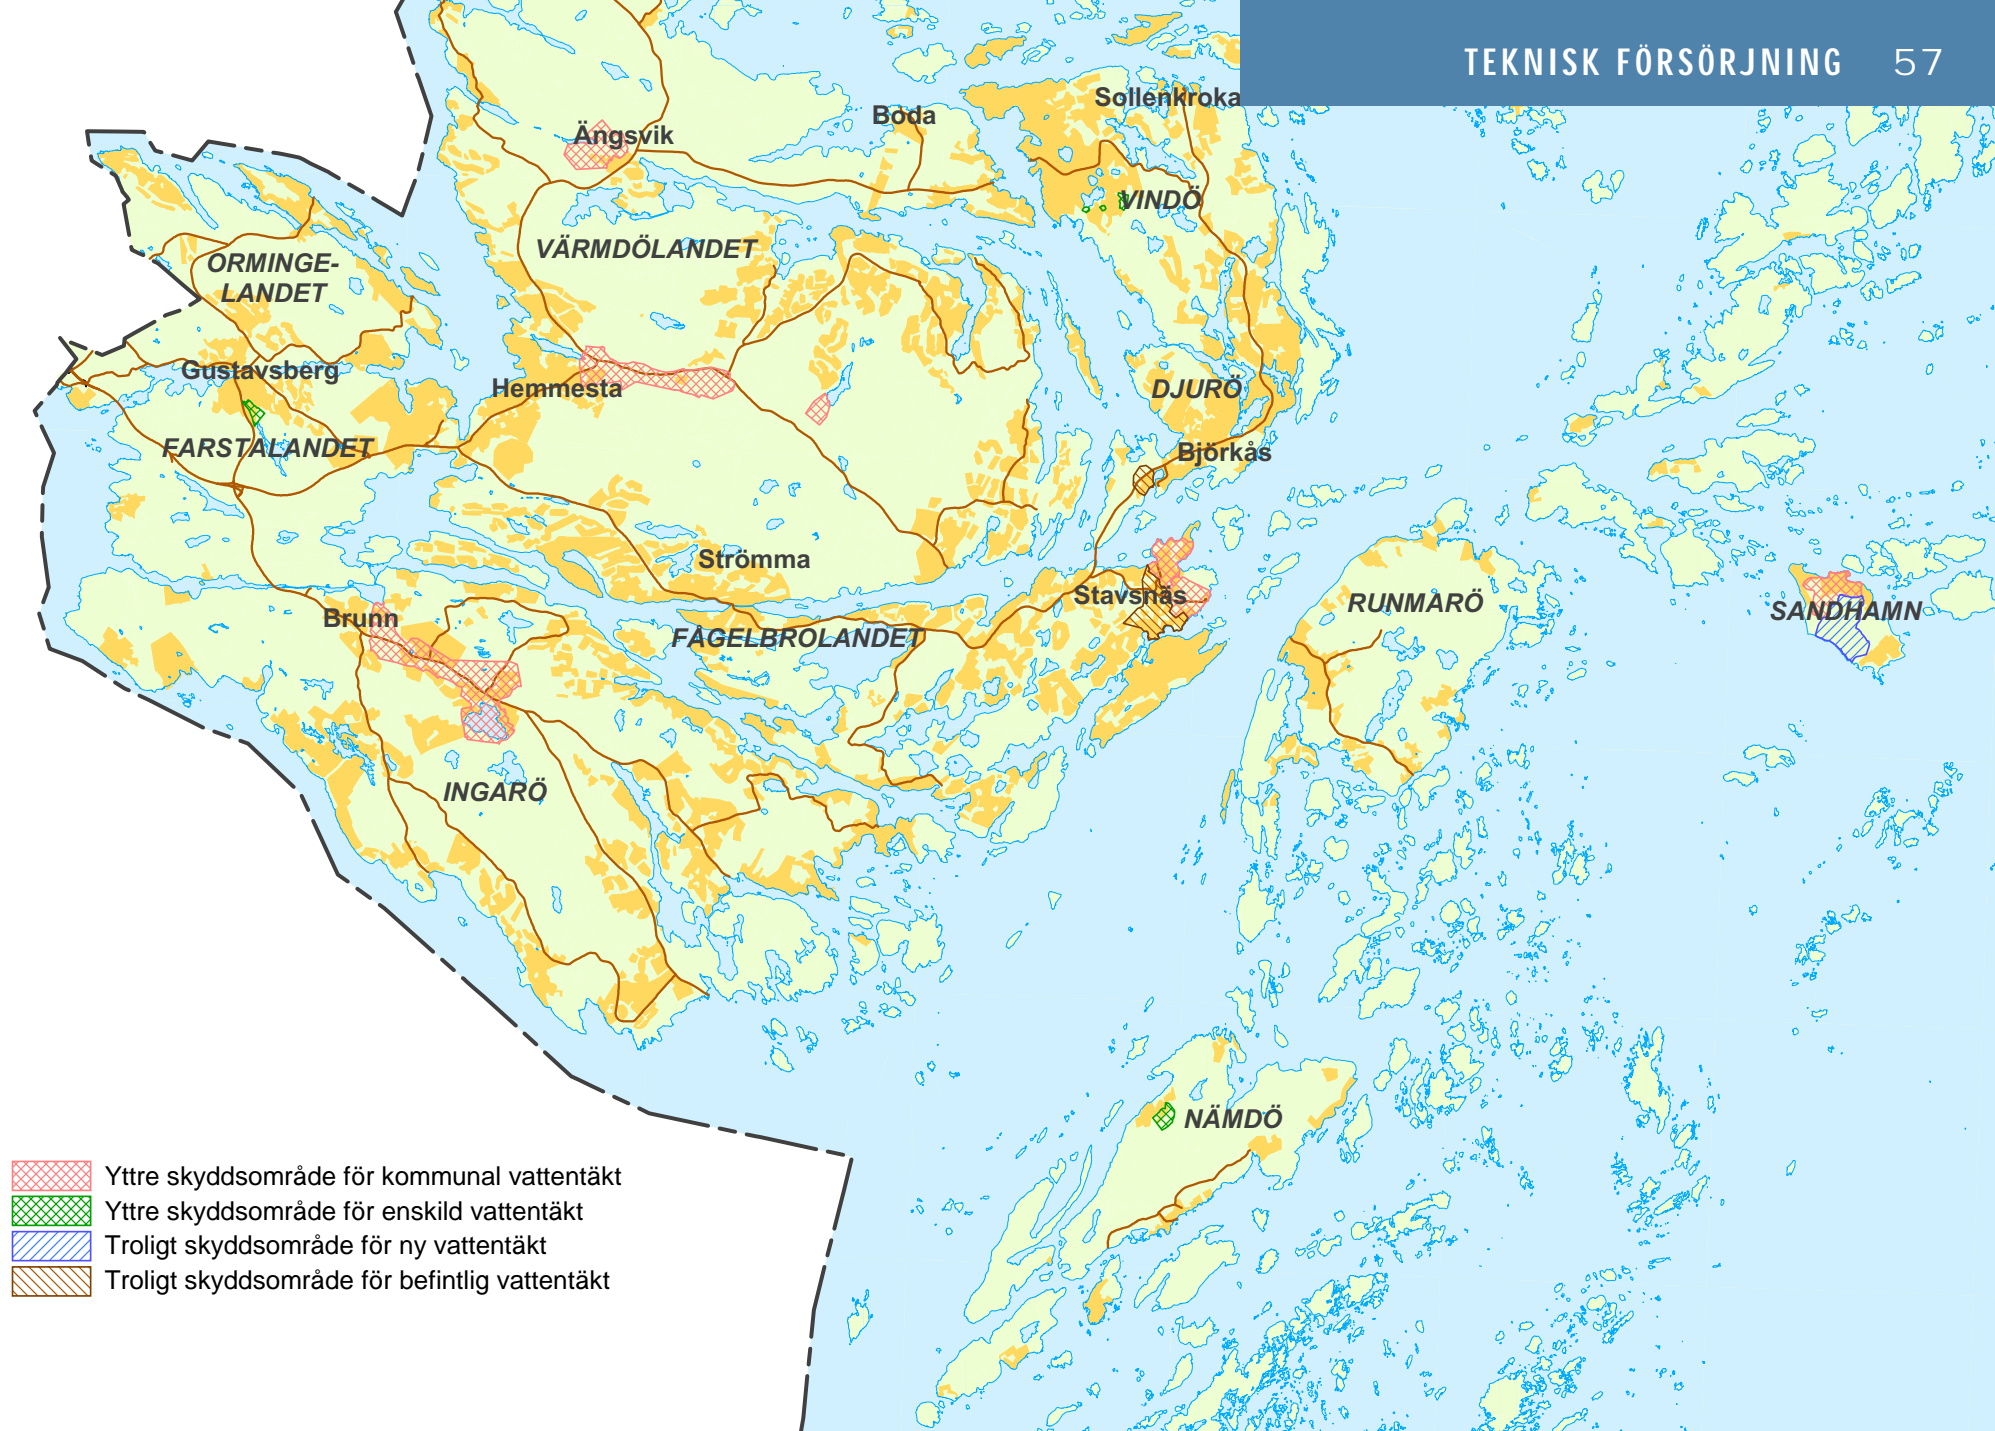 TEKNISK FÖRSÖRJNING 57
Sollenkroka
Boda
Ängsvik
VINDÖ
VÄRMDÖLANDET
ORMINGE-
LANDET
Gustavsberg
Hemmesta
DJURÖ
FARSTALANDET
Björkås
Strömma
Stavsnäs
RUNMARÖ
SANDHAMN
Brunn
FÅGELBROLANDET
INGARÖ
NÄMDÖ
Yttre skyddsområde för kommunal vattentäkt
Yttre skyddsområde för enskild vattentäkt
Troligt skyddsområde för ny vattentäkt
Troligt skyddsområde för befintlig vattentäkt